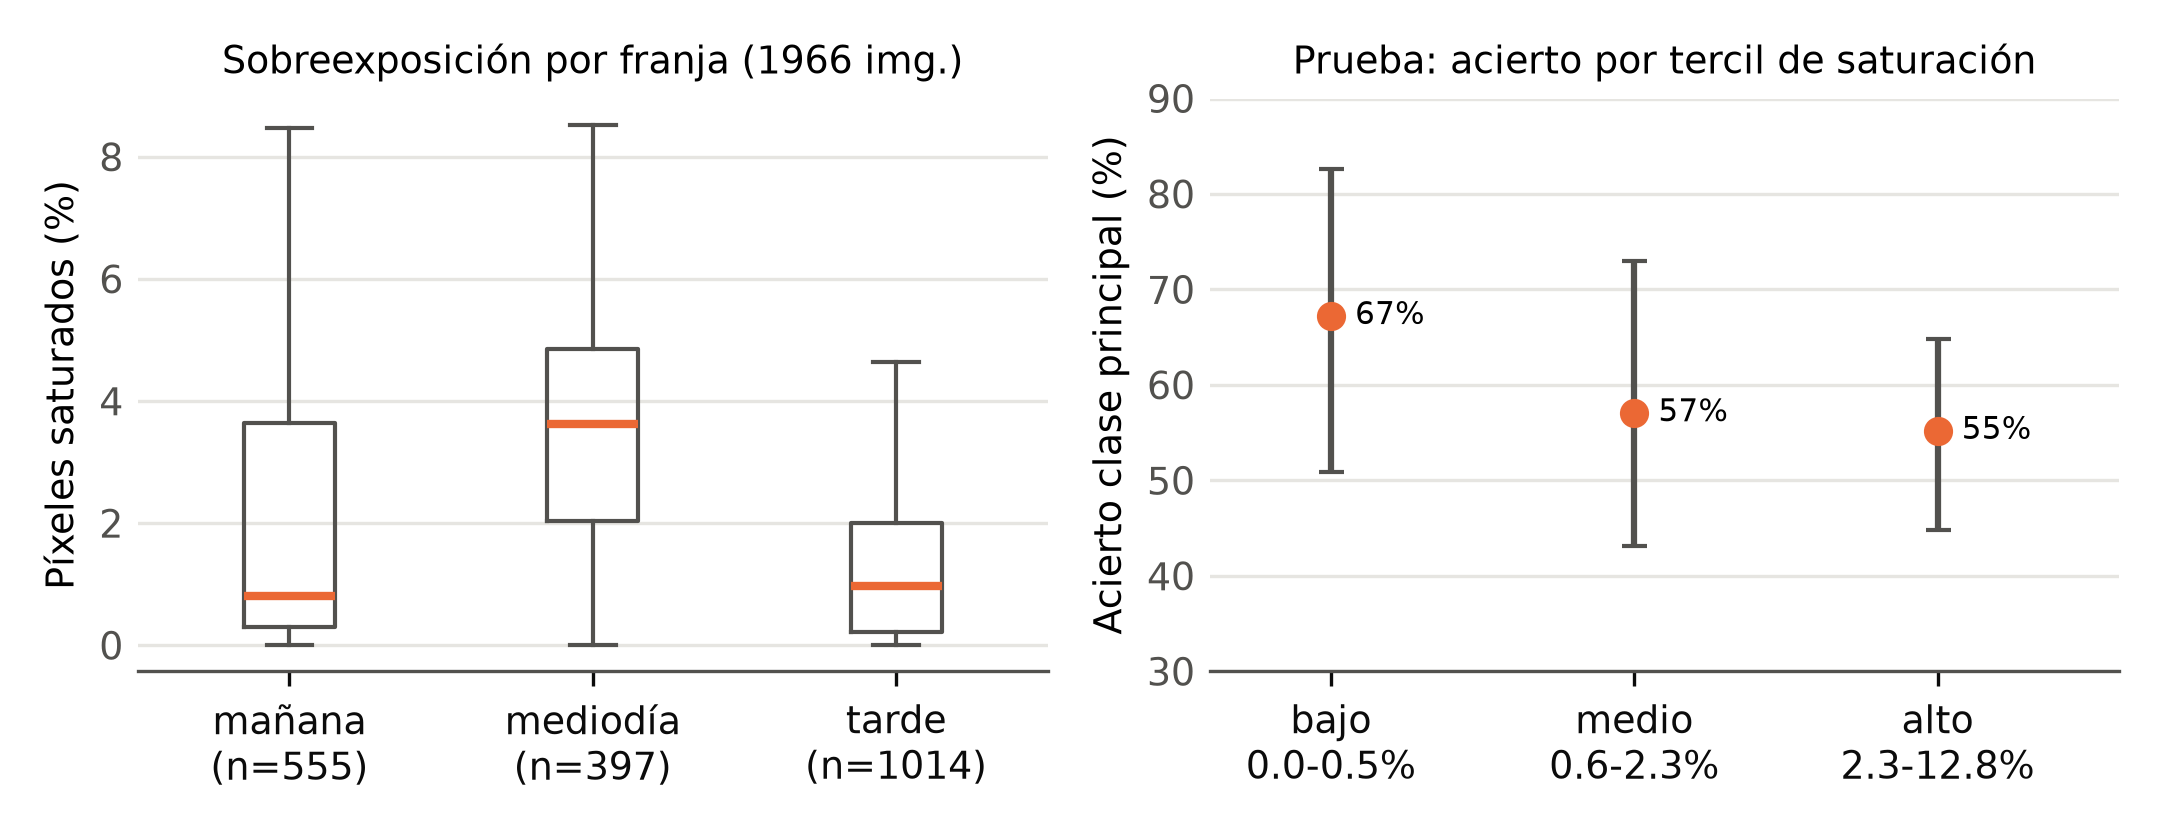 Sobreexposición por franja (1966 img.)
Píxeles saturados (%)
8
6
4
2
0
mañana
(n=555)
mediodía
(n=397)
tarde
(n=1014)
Prueba: acierto por tercil de saturación
Acierto clase principal (%)
90
80
70
60
50
40
30
67%
57%
55%
bajo
0.0-0.5%
medio
0.6-2.3%
alto
2.3-12.8%